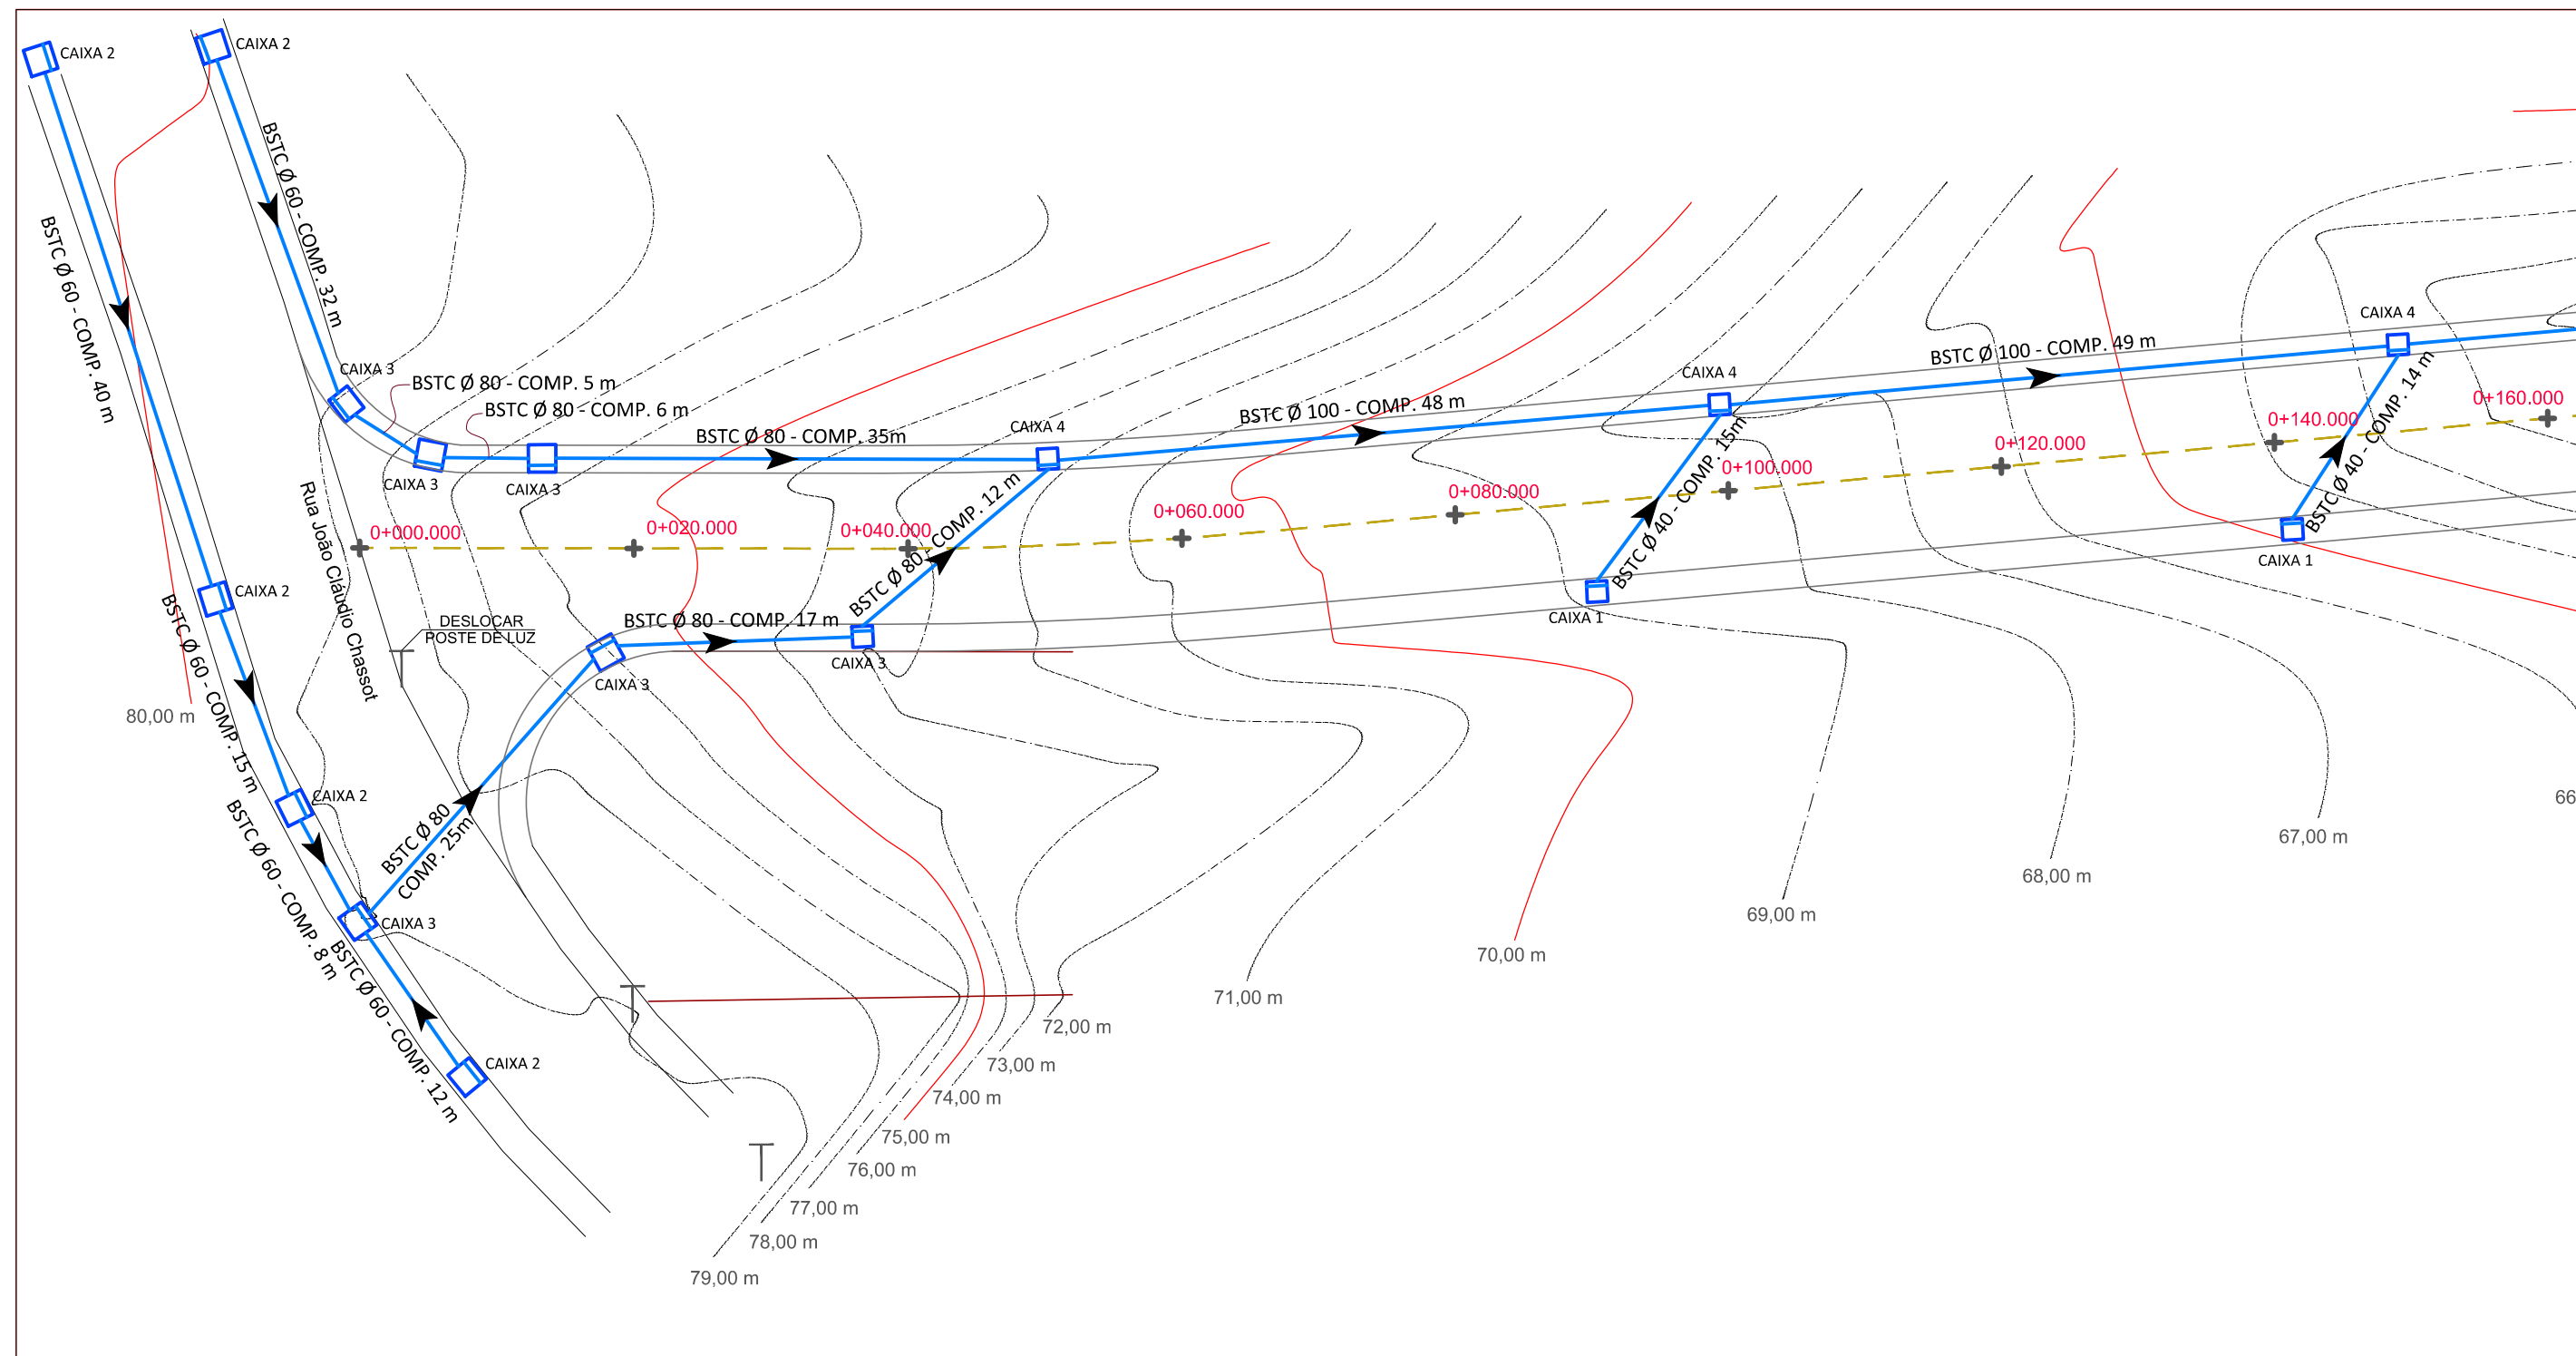 CAIXA 2
CAIXA 2
BSTC Ø 60 - COMP. 32 m
BSTC Ø 60 - COMP. 40 m
CAIXA 3
BSTC Ø 80 - COMP. 5 m
BSTC Ø 80 - COMP. 6 m
BSTC Ø 80 - COMP. 35m
CAIXA 3
CAIXA 3
CAIXA 4
BSTC Ø 100 - COMP. 48 m
CAIXA 4
BSTC Ø 100 - COMP. 49 m
CAIXA 4
0+000.000
0+020.000
0+040.000
0+060.000
0+080.000
0+100.000
0+120.000
0+140.000
0+160.000
BSTC Ø 80 - COMP. 12 m
BSTC Ø 40 - COMP. 15m
BSTC Ø 40 - COMP. 14 m
CAIXA 1
CAIXA 1
Rua João Cláudio Chassot
DESLOCAR
POSTE DE LUZ
BSTC Ø 80 - COMP. 17 m
CAIXA 3
CAIXA 3
CAIXA 2
BSTC Ø 60 - COMP. 15 m
80,00 m
CAIXA 2
BSTC Ø 60 - COMP. 8 m
BSTC Ø 80
COMP. 25m
CAIXA 3
BSTC Ø 60 - COMP. 12 m
CAIXA 2
66
67,00 m
68,00 m
69,00 m
70,00 m
71,00 m
72,00 m
73,00 m
74,00 m
75,00 m
76,00 m
77,00 m
78,00 m
79,00 m